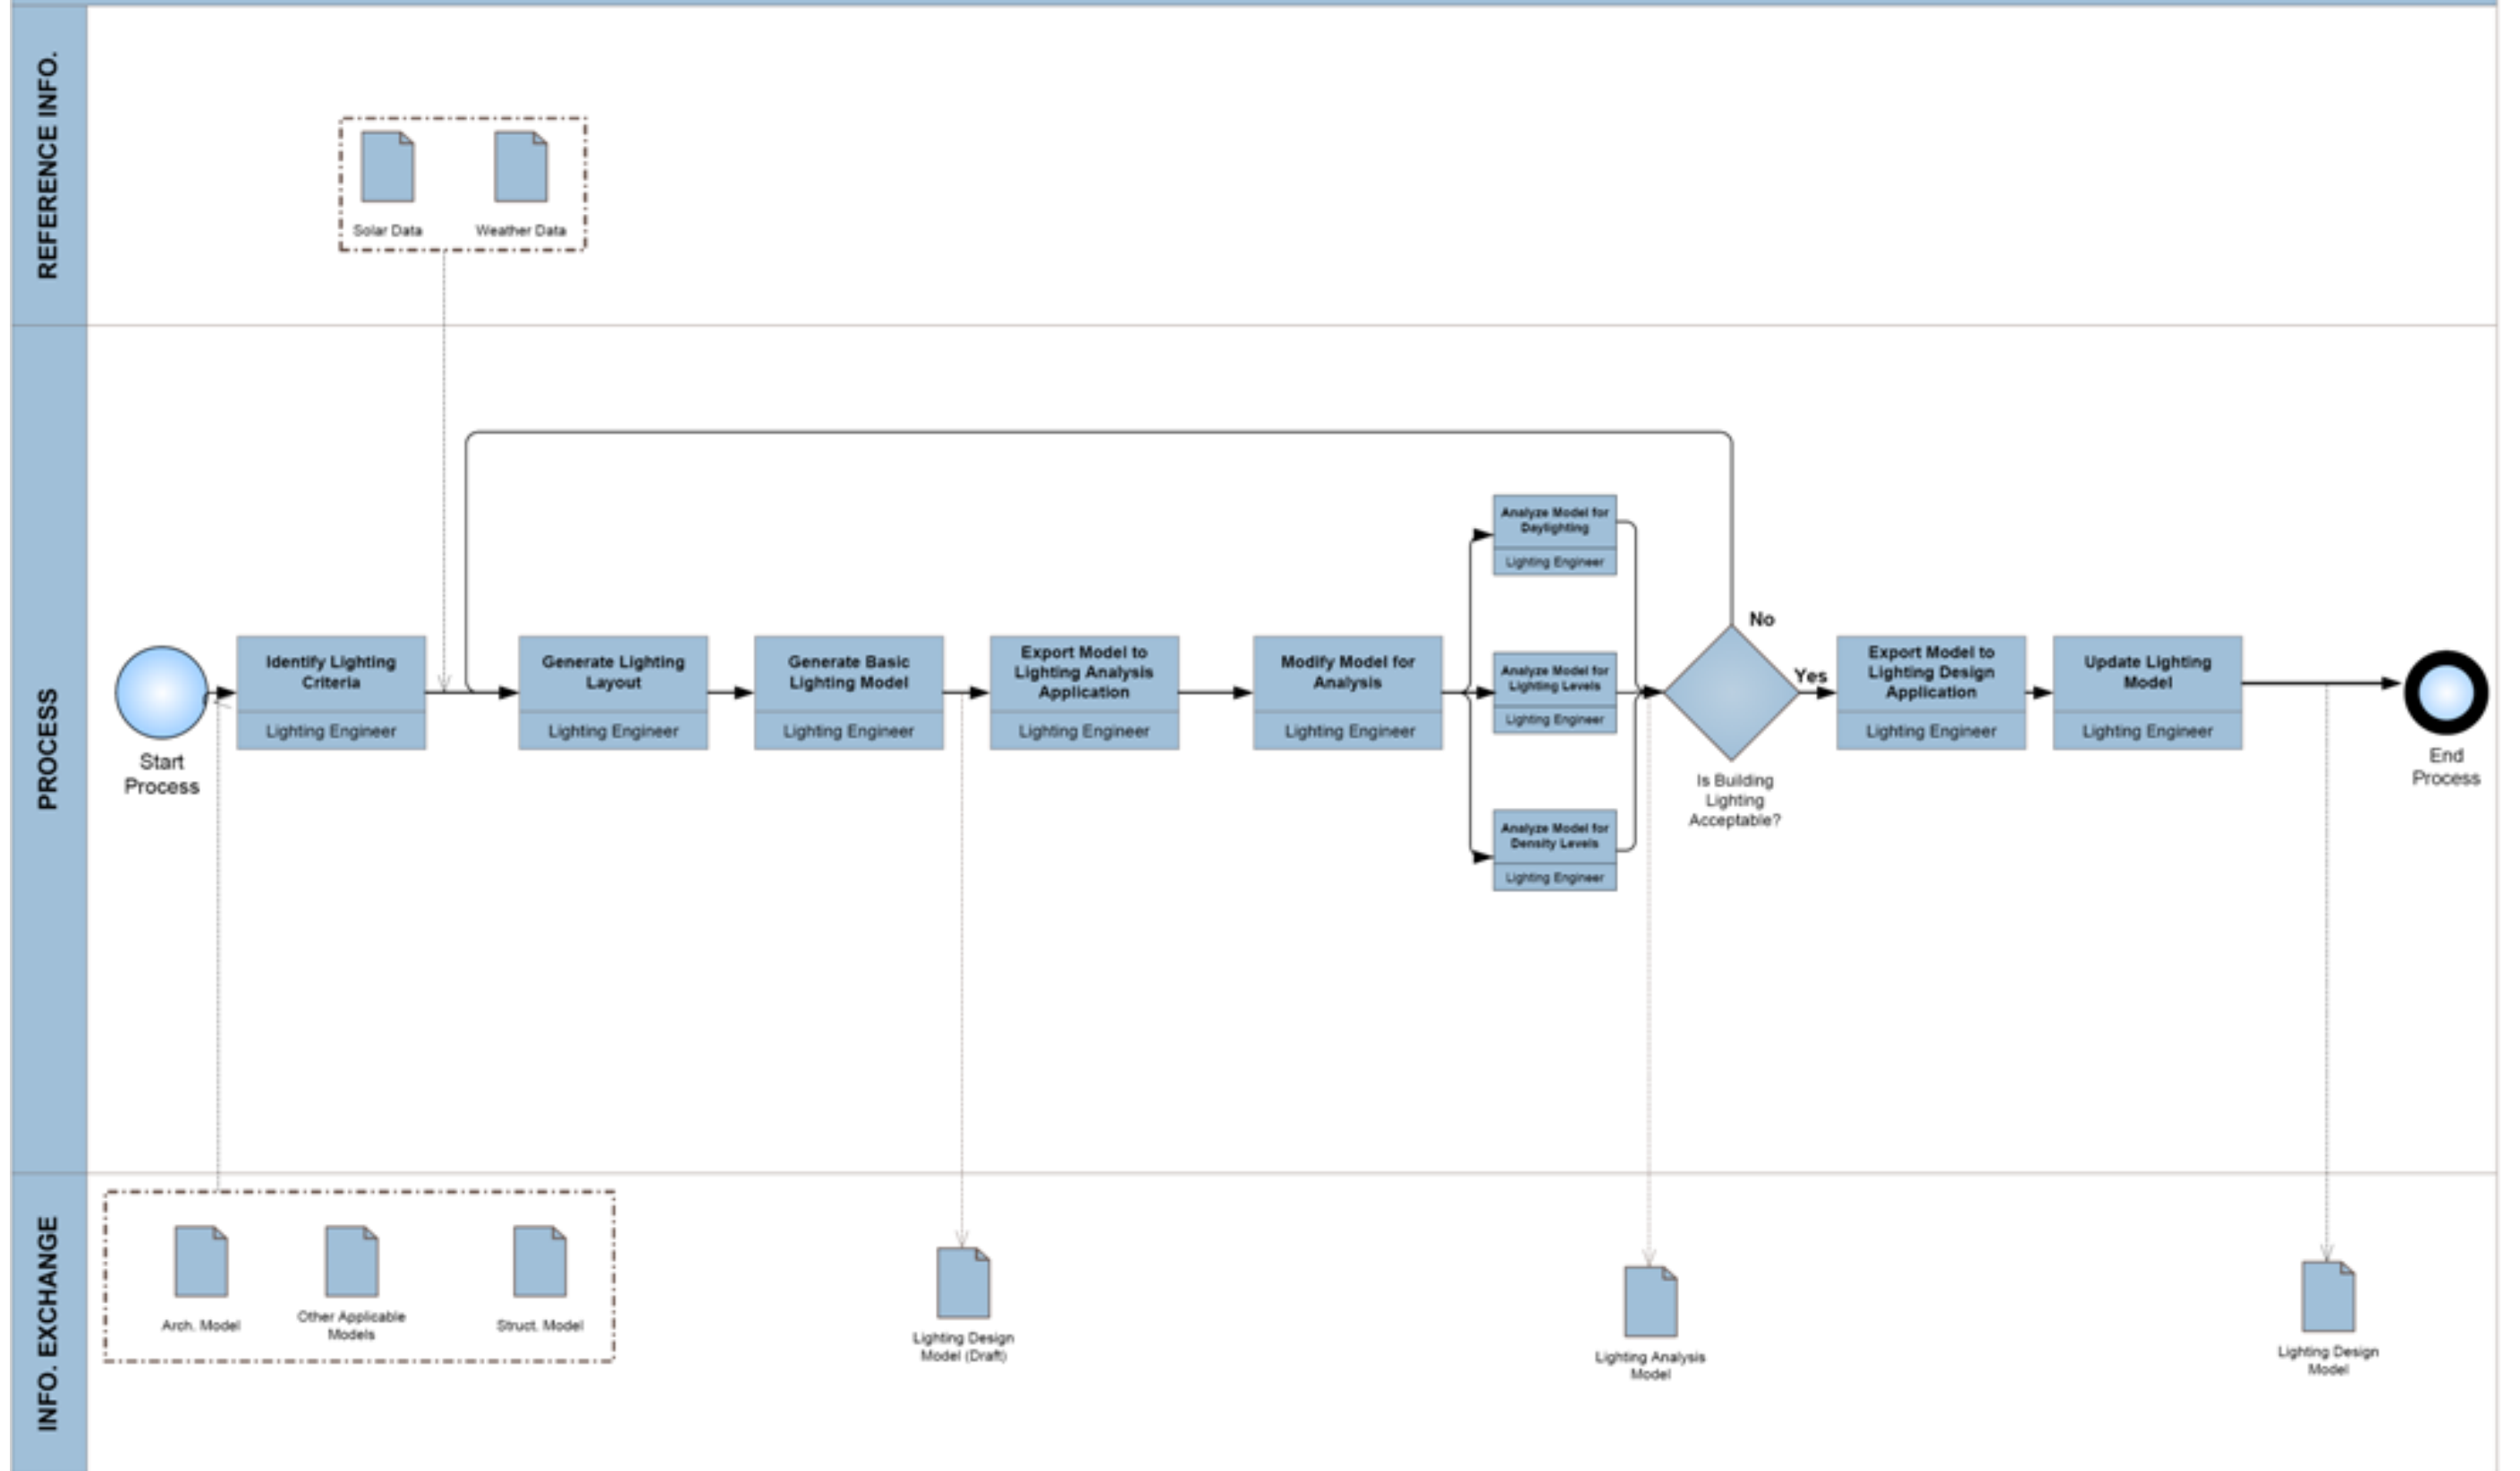 REFERENCE INFO.
Solar Data
Weather Data
PROCESS
Start
Process
Identify Lighting
Criteria
Lighting Engineer
Generate Lighting
Layout
Lighting Engineer
Generate Basic
Lighting Model
Lighting Engineer
Export Model to
Lighting Analysis
Application
Lighting Engineer
Modify Model for
Analysis
Lighting Engineer
Analyze Model for
Daylighting
Lighting Engineer
Analyze Model for
Lighting Levels
Lighting Engineer
Analyze Model for
Density Levels
Lighting Engineer
No
Yes
Is Building
Lighting
Acceptable?
Export Model to
Lighting Design
Application
Lighting Engineer
Update Lighting
Model
Lighting Engineer
End
Process
INFO. EXCHANGE
Arch. Model
Other Applicable
Models
Struct. Model
Lighting Design
Model (Draft)
Lighting Analysis
Model
Lighting Design
Model